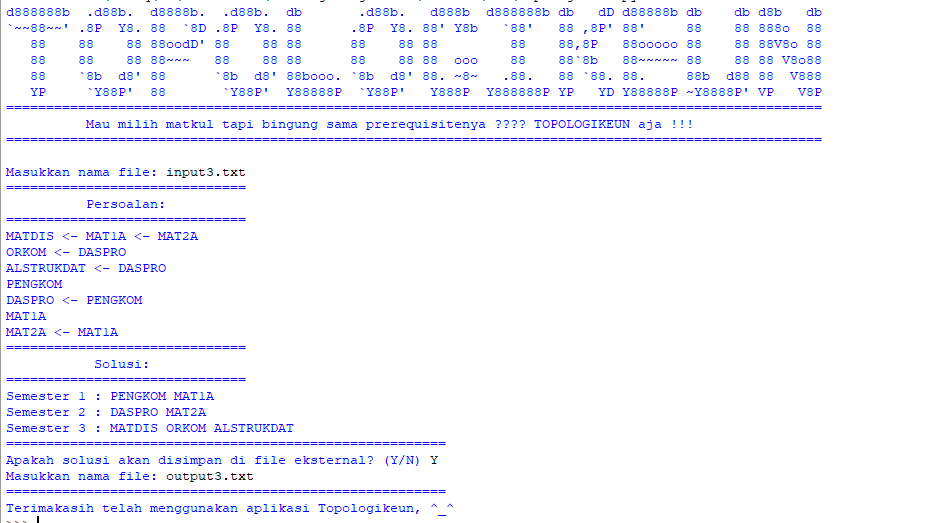 d888888b  .d88b.  d8888b.  .d88b.  db       .d88b.   d888b  d888888b db   dD d88888b db    db d8b   db
`~~88~~' .8P  Y8. 88  `8D .8P  Y8. 88      .8P  Y8. 88' Y8b   `88'   88 ,8P' 88'     88    88 888o  88
   88    88    88 88oodD' 88    88 88      88    88 88         88    88,8P   88ooooo 88    88 88V8o 88
   88    88    88 88~~~   88    88 88      88    88 88  ooo    88    88`8b   88~~~~~ 88    88 88 V8o88
   88    `8b  d8' 88      `8b  d8' 88booo. `8b  d8' 88. ~8~   .88.   88 `88. 88.     88b  d88 88  V888
   YP     `Y88P'  88       `Y88P'  Y88888P  `Y88P'   Y888P  Y888888P YP   YD Y88888P ~Y8888P' VP   V8P
======================================================================================================
Mau milih matkul tapi bingung sama prerequisitenya ???? TOPOLOGIKEUN aja !!!
======================================================================================================
Masukkan nama file: input3.txt
==============================
Persoalan:
==============================
MATDIS <- MAT1A <- MAT2A
ORKOM <- DASPRO
ALSTRUKDAT <- DASPRO
PENGKOM
DASPRO <- PENGKOM
MAT1A
MAT2A <- MAT1A
==============================
Solusi:
==============================
Semester 1 : PENGKOM MAT1A
Semester 2 : DASPRO MAT2A
Semester 3 : MATDIS ORKOM ALSTRUKDAT
=======================================================
Apakah solusi akan disimpan di file eksternal? (Y/N) Y
Masukkan nama file: output3.txt
=======================================================
Terimakasih telah menggunakan aplikasi Topologikeun, ^_^
>>>